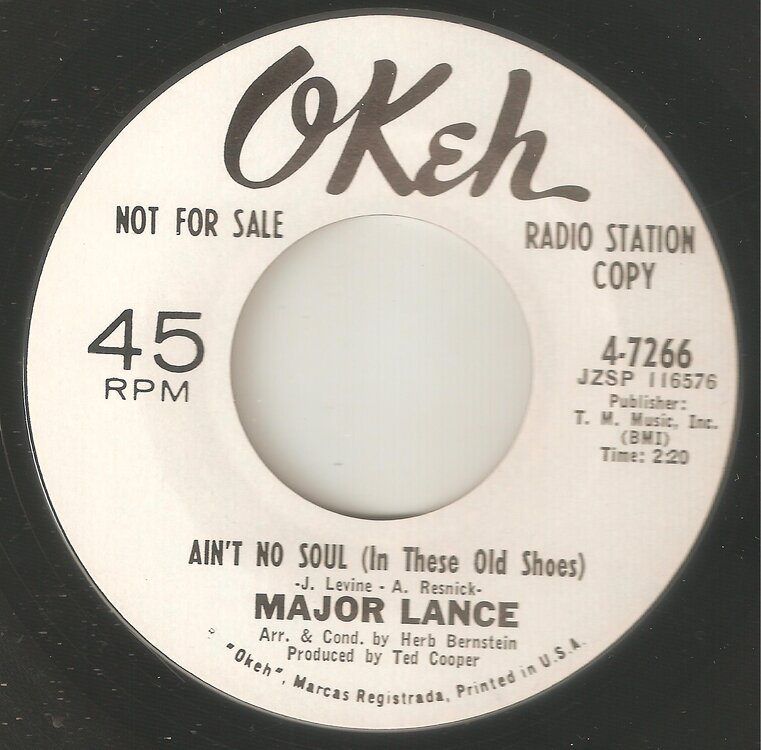 OKeh
NOT FOR SALE
RADIO STATION
COPY
45
RPM
4-7266
JZSP 116576
Publisher:
T. M. Music, Inc.
(BMI)
Time: 2:20
AIN'T NO SOUL (In These Old Shoes)
-J. Levine - A. Resnick-
MAJOR LANCE
Arr. & Cond. by Herb Bernstein
Produced by Ted Cooper
"Okeh", Marcas Registrada, Printed in U.S.A.